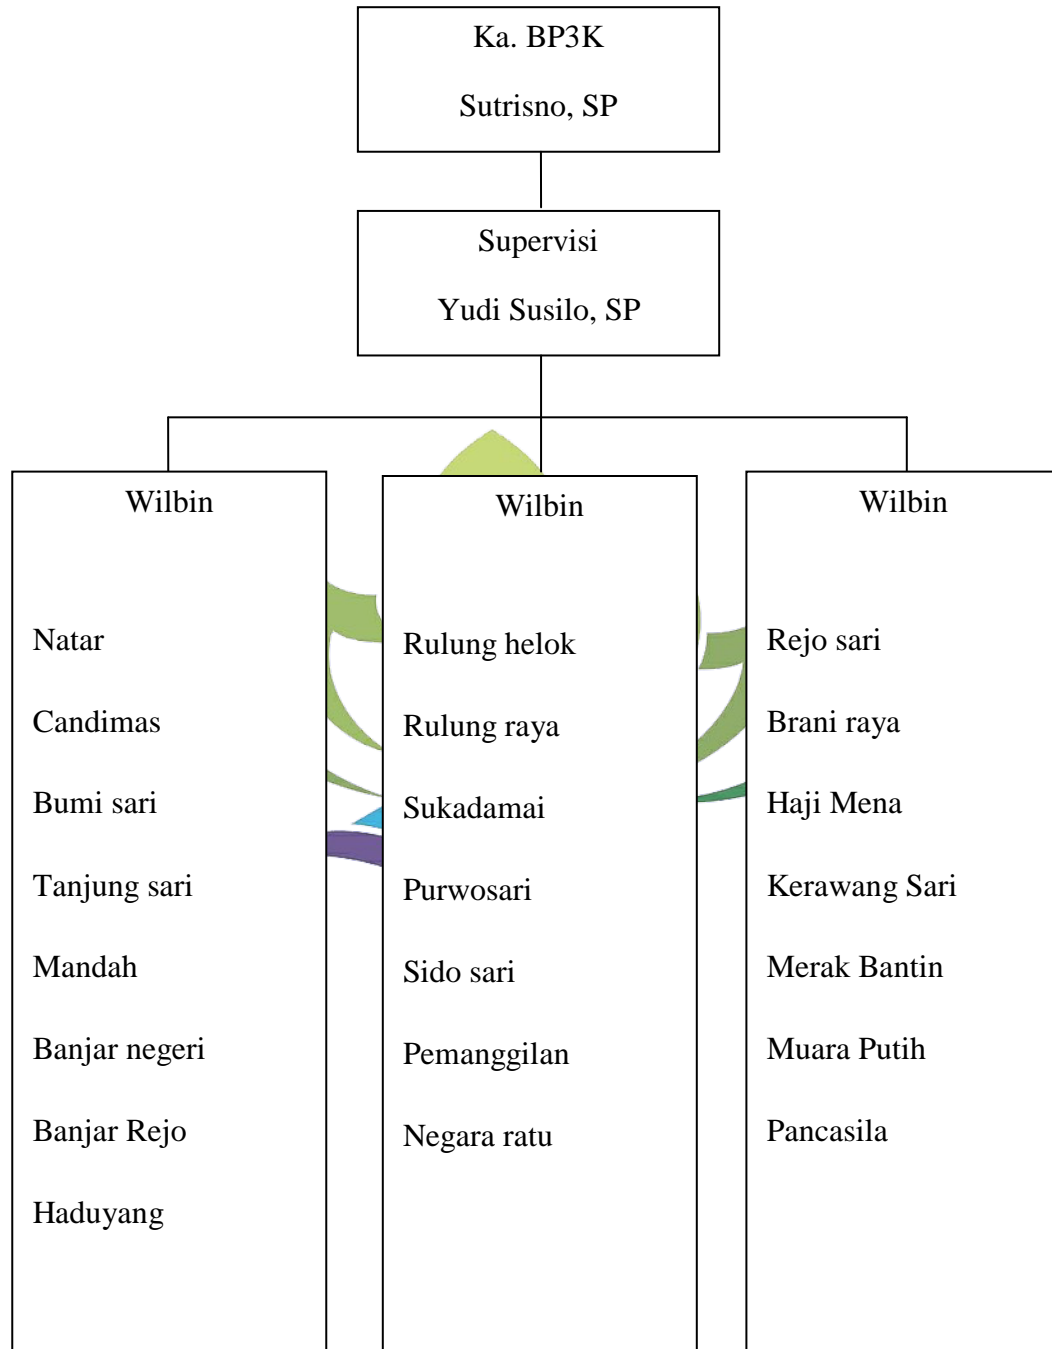 Ka. BP3K
Sutrisno, SP
Supervisi
Yudi Susilo, SP
Wilbin
Natar
Candimas
Bumi sari
Tanjung sari
Mandah
Banjar negeri
Banjar Rejo
Haduyang
Wilbin
Rulung helok
Rulung raya
Sukadamai
Purwosari
Sido sari
Pemanggilan
Negara ratu
Wilbin
Rejo sari
Brani raya
Haji Mena
Kerawang Sari
Merak Bantin
Muara Putih
Pancasila